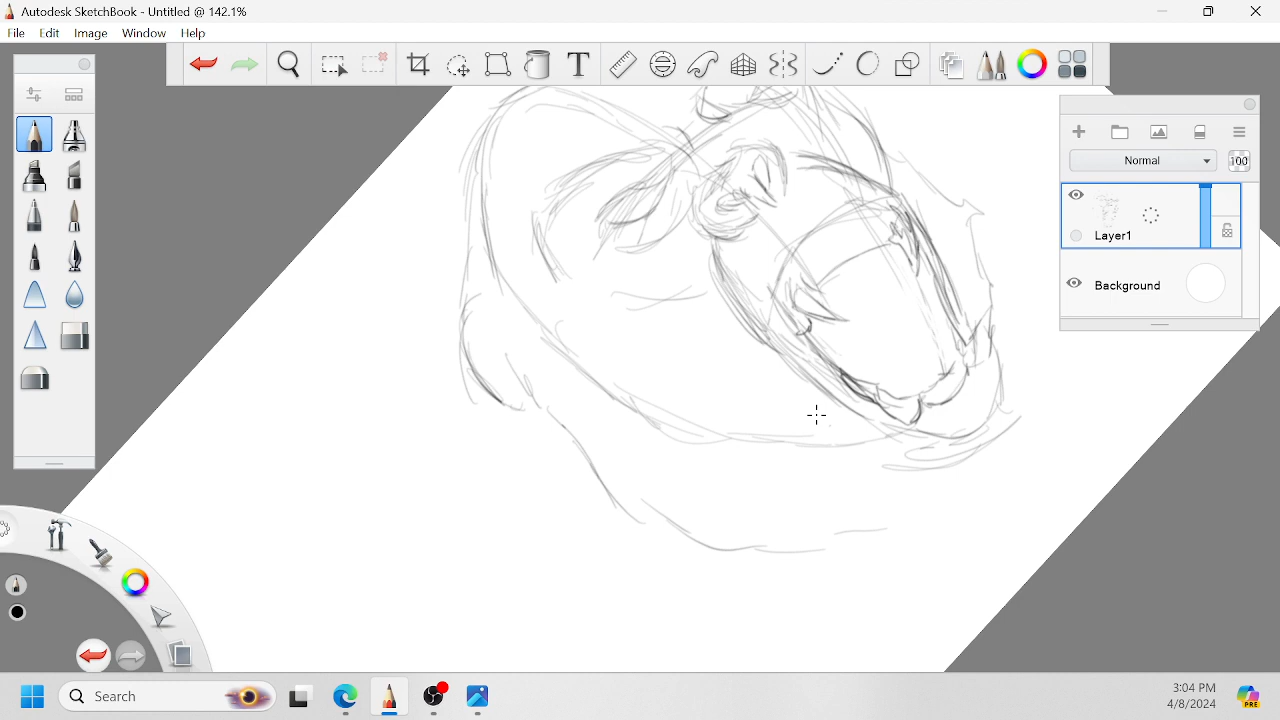 Autodesk SketchBook - Untitled @ 142.1%
File Edit Image Window Help
Normal 100
Layer1
Background
Search
3:04 PM
4/8/2024
PRE